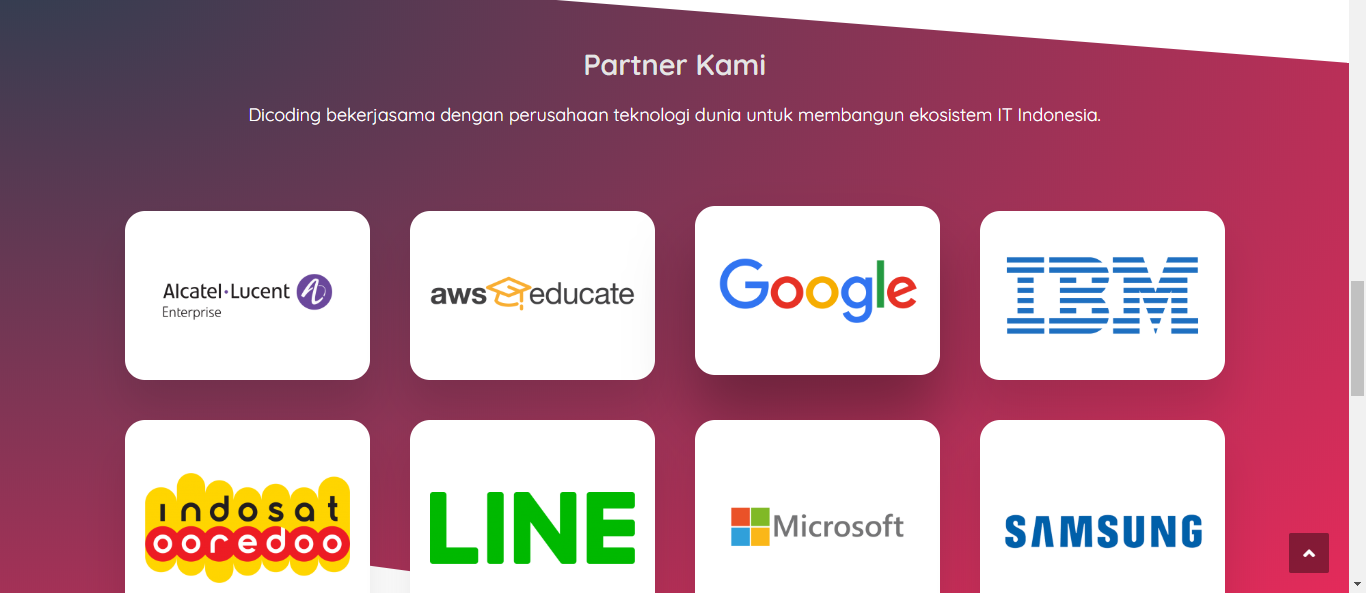 Partner Kami
Dicoding bekerjasama dengan perusahaan teknologi dunia untuk membangun ekosistem IT Indonesia.
Alcatel·Lucent
Enterprise
aws educate
Google
IBM
indosat
ooredoo
LINE
Microsoft
SAMSUNG